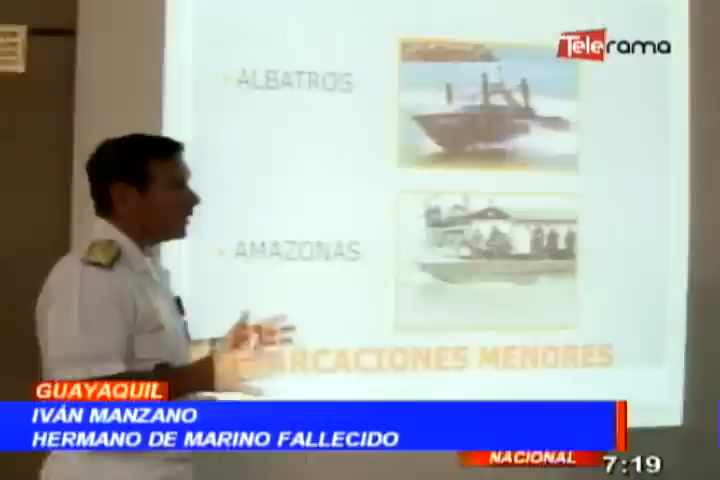 Telerama
ALBATROS
AMAZONAS
ARCACIONES MENORES
GUAYAQUIL
IVÁN MANZANO
HERMANO DE MARINO FALLECIDO
NACIONAL
7:19